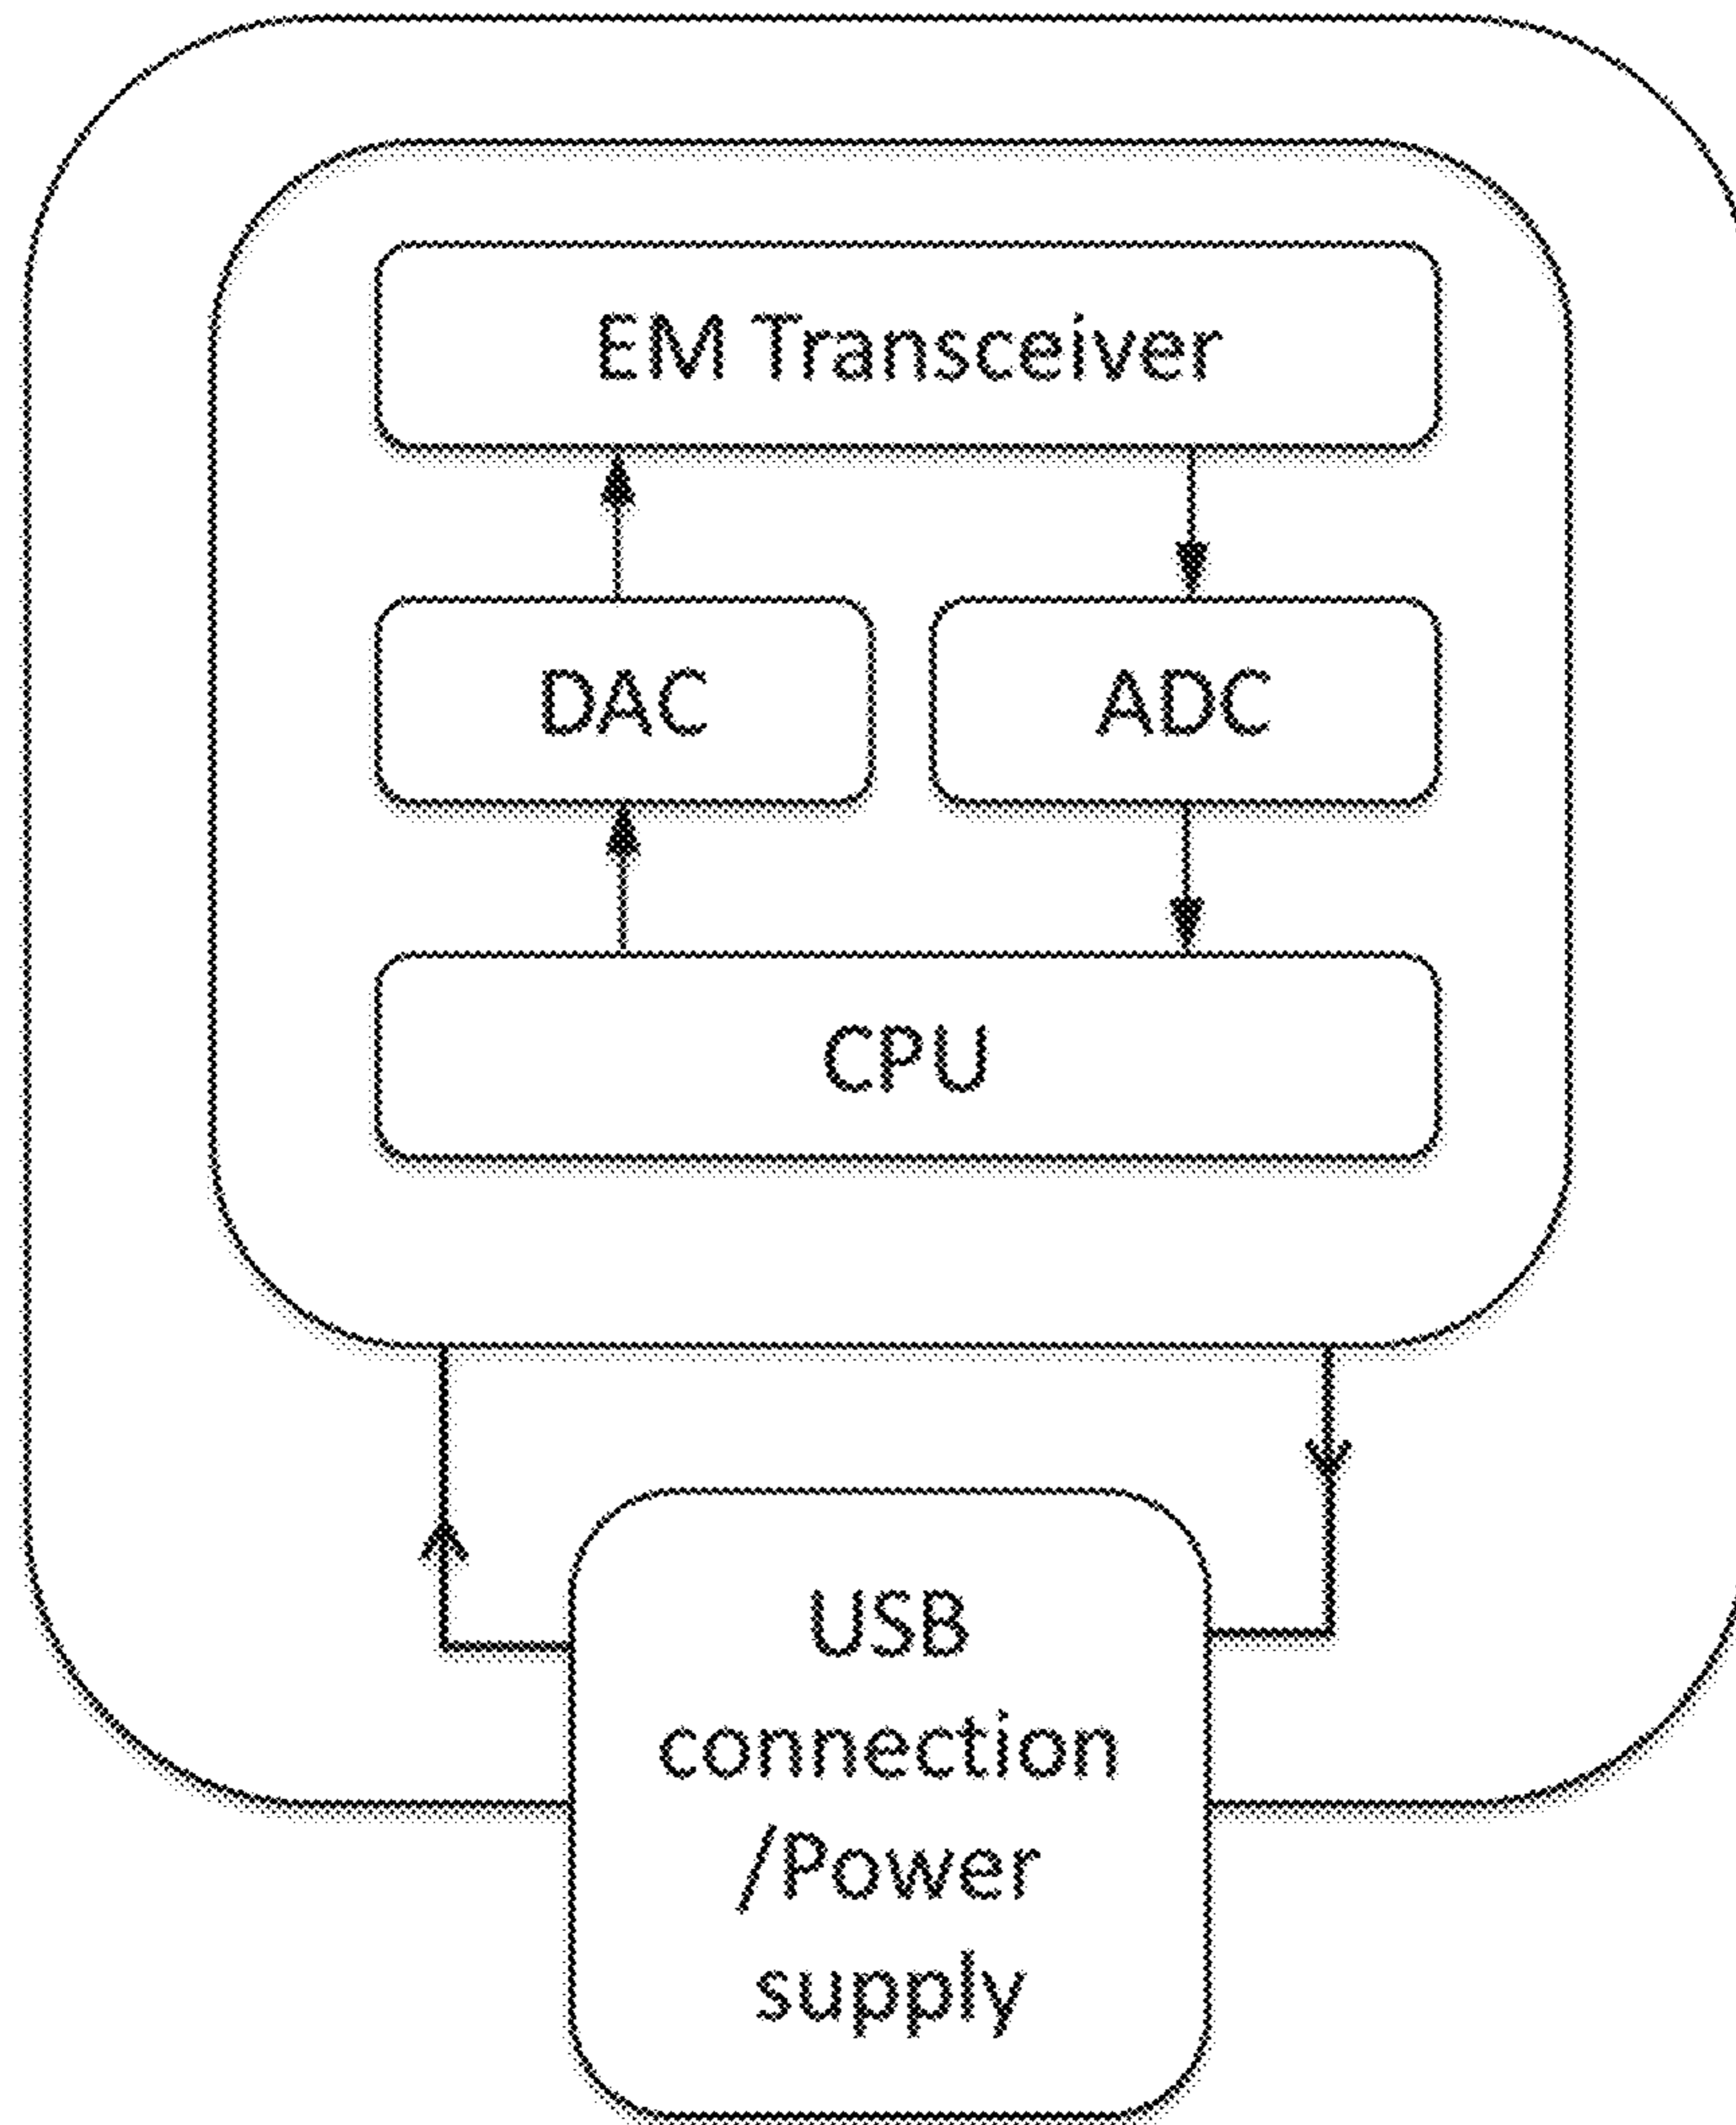 EM Transceiver
DAC
ADC
CPU
USB
connection
/Power
supply